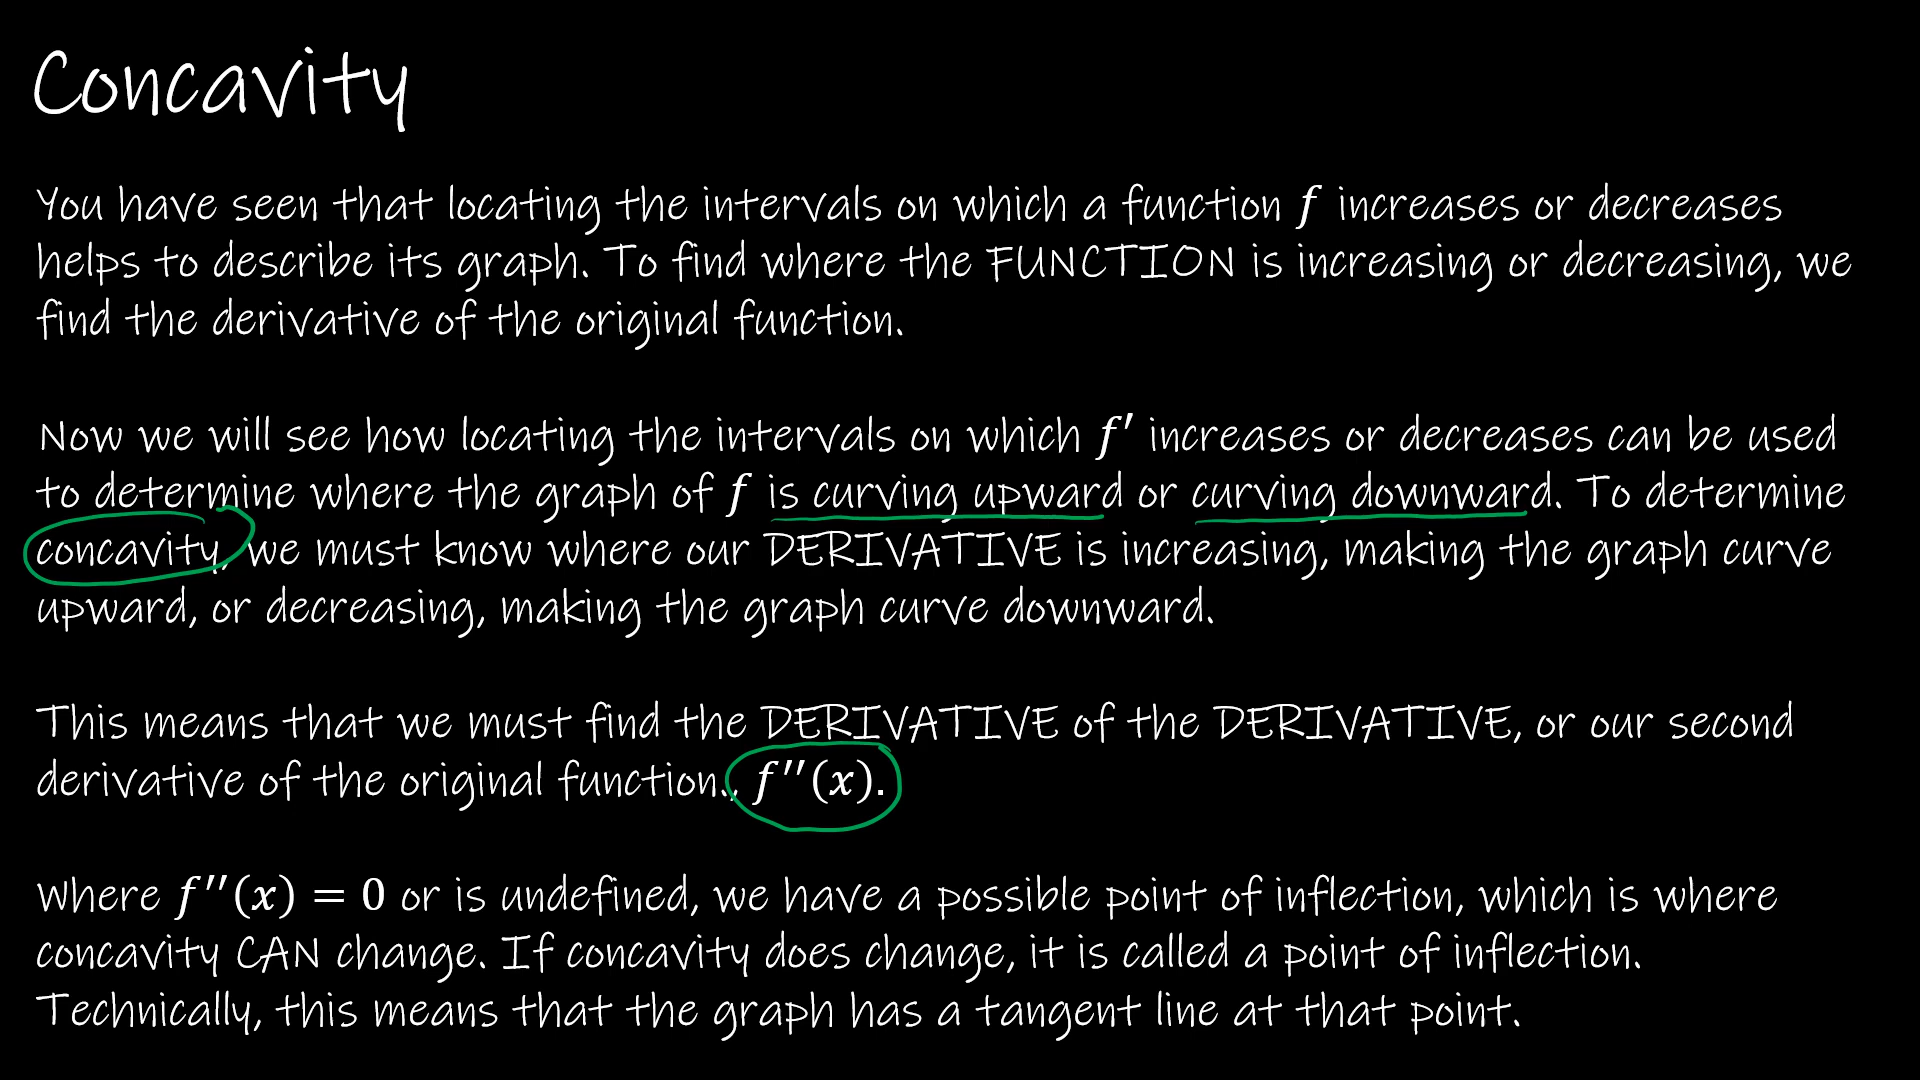 Concavity
You have seen that locating the intervals on which a function f increases or decreases
helps to describe its graph. To find where the FUNCTION is increasing or decreasing, we
find the derivative of the original function.
Now we will see how locating the intervals on which f′ increases or decreases can be used
to determine where the graph of f is curving upward or curving downward. To determine
concavity, we must know where our DERIVATIVE is increasing, making the graph curve
upward, or decreasing, making the graph curve downward.
This means that we must find the DERIVATIVE of the DERIVATIVE, or our second
derivative of the original function., f′′(x).
Where f′′(x) = 0 or is undefined, we have a possible point of inflection, which is where
concavity CAN change. If concavity does change, it is called a point of inflection.
Technically, this means that the graph has a tangent line at that point.